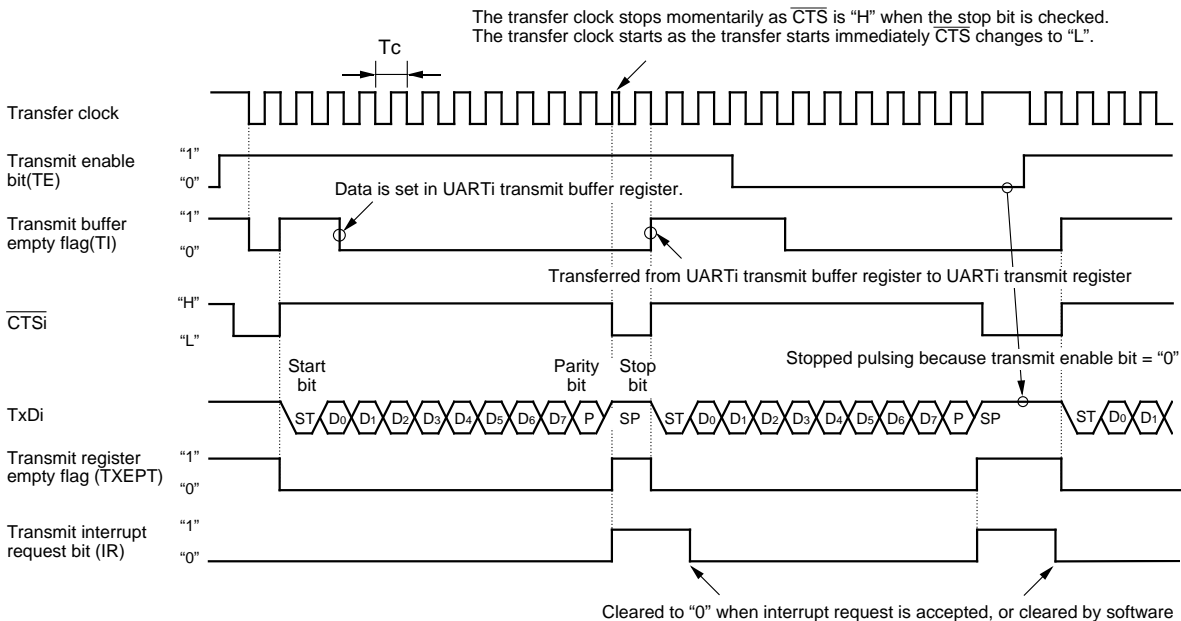 The transfer clock stops momentarily as CTS is “H” when the stop bit is checked.
The transfer clock starts as the transfer starts immediately CTS changes to “L”.
Tc
Transfer clock
Transmit enable
bit(TE)
“1”
“0”
Data is set in UARTi transmit buffer register.
Transmit buffer
empty flag(TI)
“1”
“0”
Transferred from UARTi transmit buffer register to UARTi transmit register
CTSi
“H”
“L”
Stopped pulsing because transmit enable bit = “0”
Start
bit
Parity
bit
Stop
bit
TxDi
ST D0 D1 D2 D3 D4 D5 D6 D7 P SP ST D0 D1 D2 D3 D4 D5 D6 D7 P SP ST D0 D1
Transmit register
empty flag (TXEPT)
“1”
“0”
Transmit interrupt
request bit (IR)
“1”
“0”
Cleared to “0” when interrupt request is accepted, or cleared by software